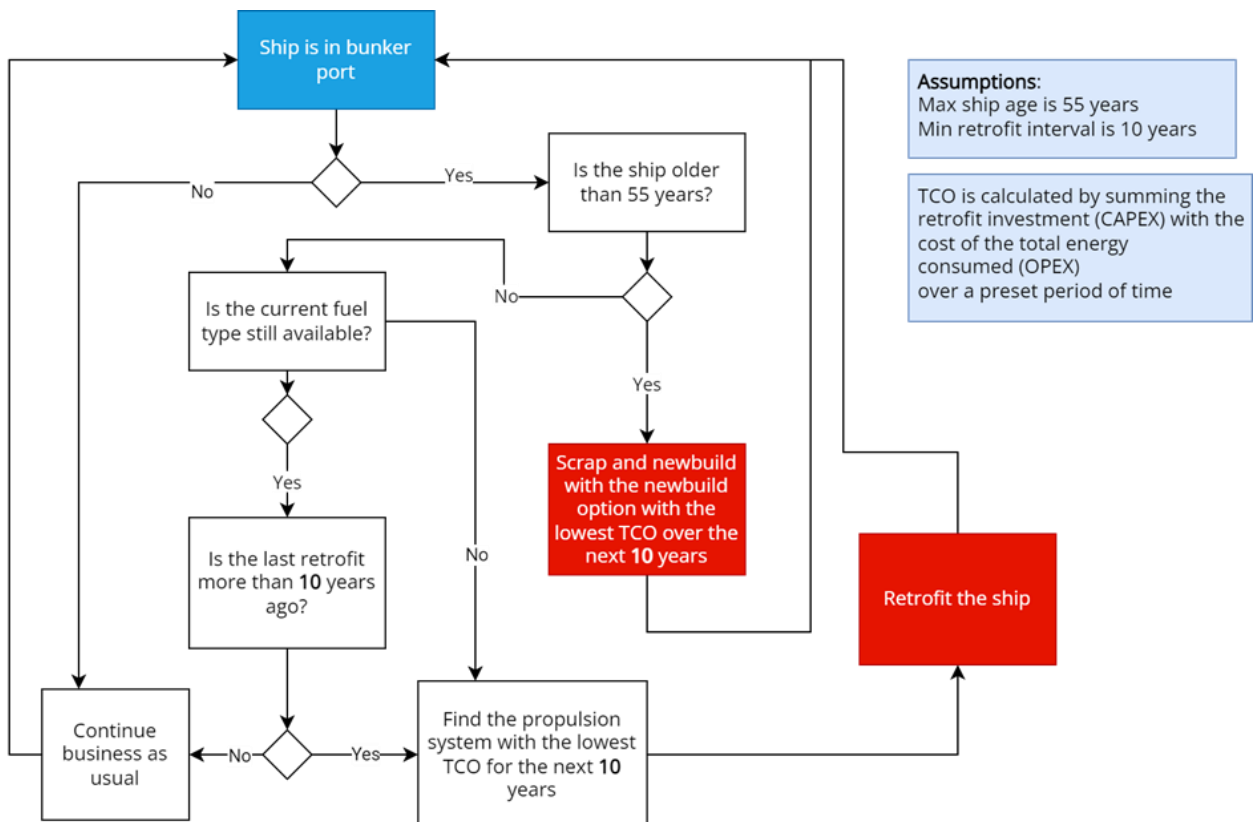 Ship is in bunker
port
Assumptions:
Max ship age is 55 years
Min retrofit interval is 10 years
No
Yes
Is the ship older
than 55 years?
TCO is calculated by summing the
retrofit investment (CAPEX) with the
cost of the total energy
consumed (OPEX)
over a preset period of time
No
Is the current fuel
type still available?
Yes
Scrap and newbuild
with the newbuild
option with the
lowest TCO over the
next 10 years
Yes
Is the last retrofit
more than 10 years
ago?
No
Retrofit the ship
Continue
business as
usual
No
Yes
Find the propulsion
system with the lowest
TCO for the next 10
years